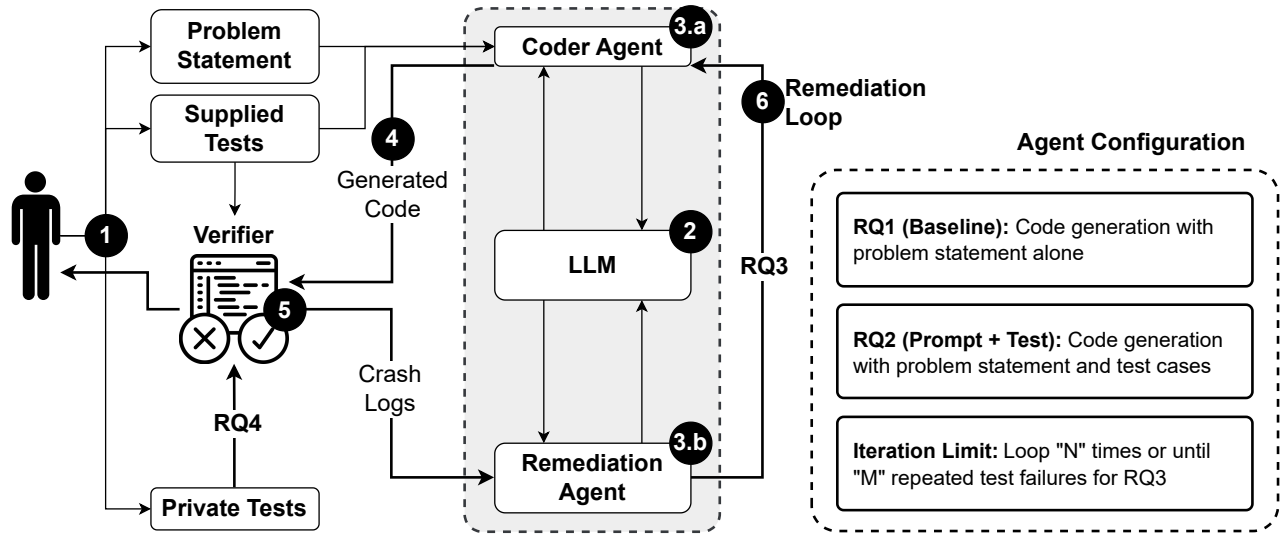 Problem
Statement
Supplied
Tests
1
Verifier
5
RQ4
Private Tests
4
Generated
Code
Crash
Logs
3.a
Coder Agent
2
LLM
3.b
Remediation
Agent
6
Remediation
Loop
RQ3
Agent Configuration
RQ1 (Baseline): Code generation with
problem statement alone
RQ2 (Prompt + Test): Code generation
with problem statement and test cases
Iteration Limit: Loop "N" times or until
"M" repeated test failures for RQ3